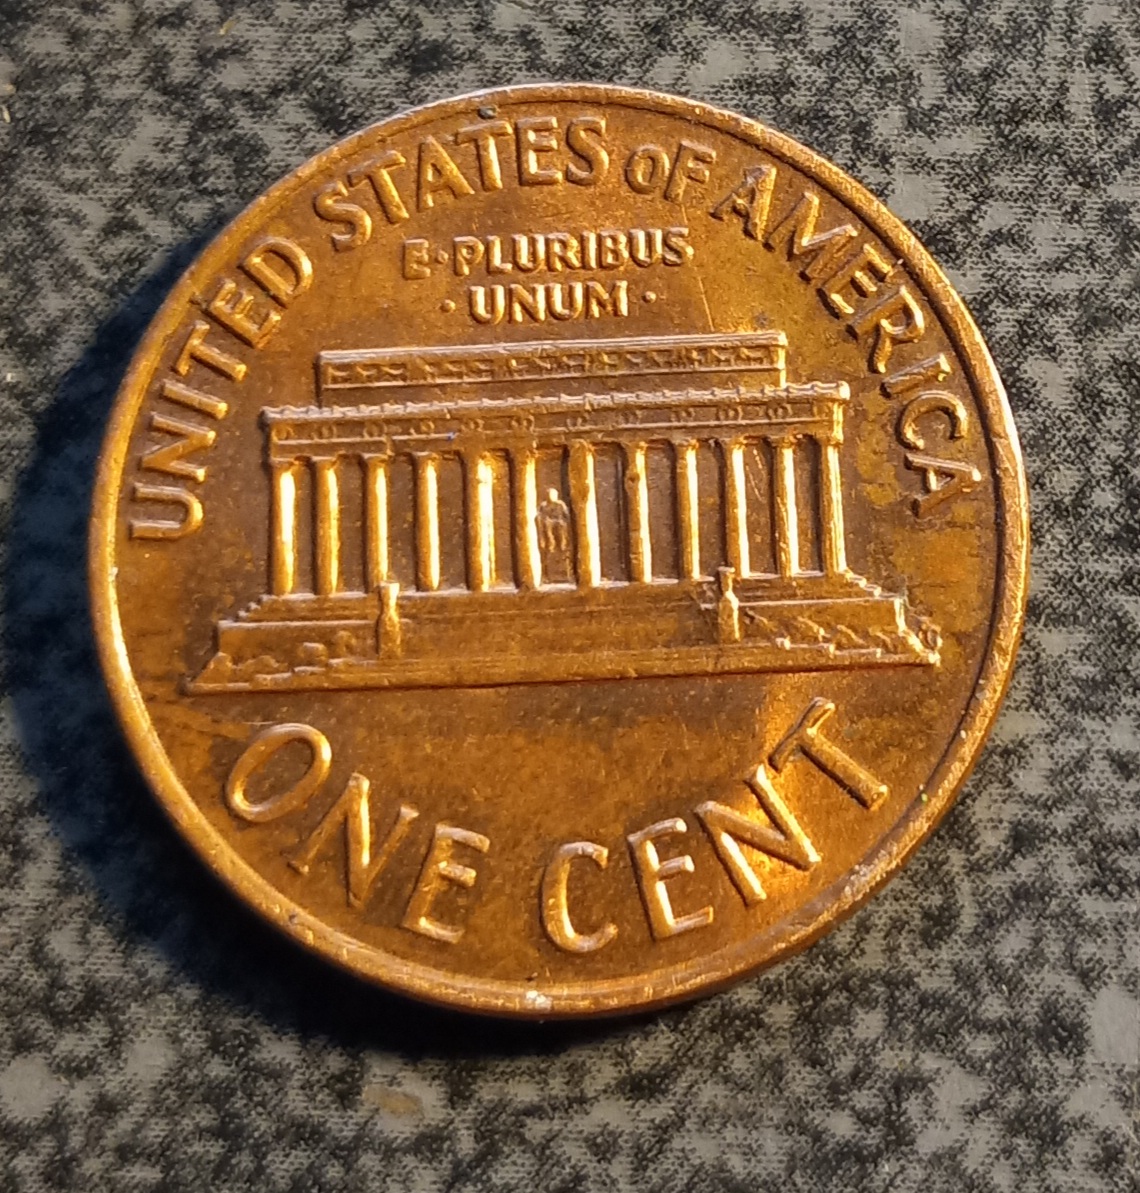 UNITED STATES OF AMERICA
E·PLURIBUS
·UNUM·
ONE CENT